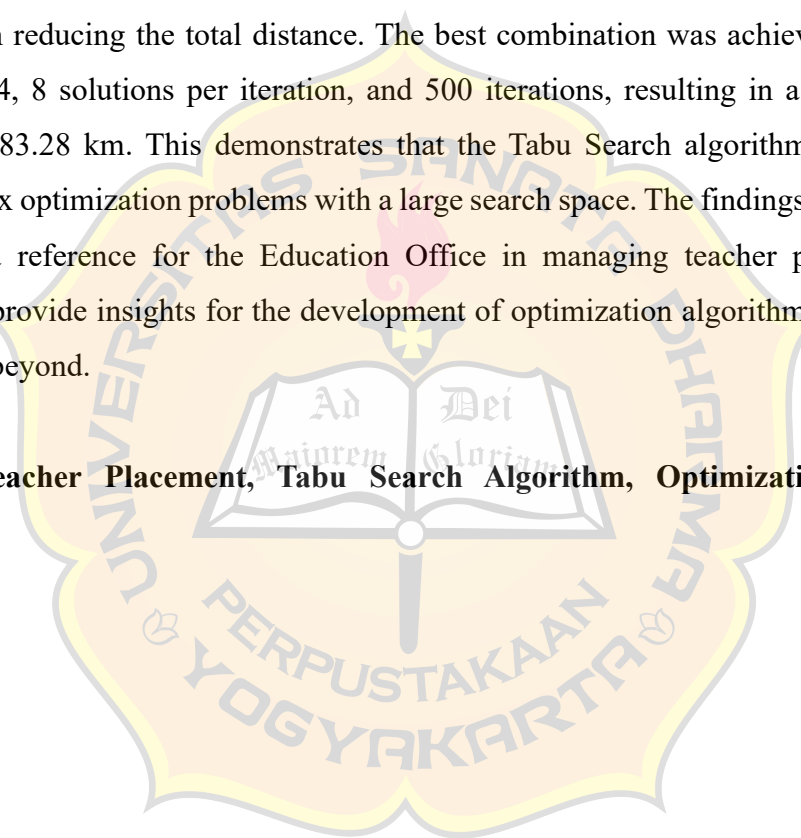 reducing the total distance. The best combination was
4, 8 solutions per iteration, and 500 iterations, resulting in a
83.28 km. This demonstrates that the Tabu Search algorithm
x optimization problems with a large search space. The findings
reference for the Education Office in managing teacher p
provide insights for the development of optimization algorithm
beyond.
eacher Placement, Tabu Search Algorithm, Optimizati
UNIVERSITAS SANATA DHARMA
Ad Dei
Maiorem Gloriam
PERPUSTAKAAN
YOGYAKARTA